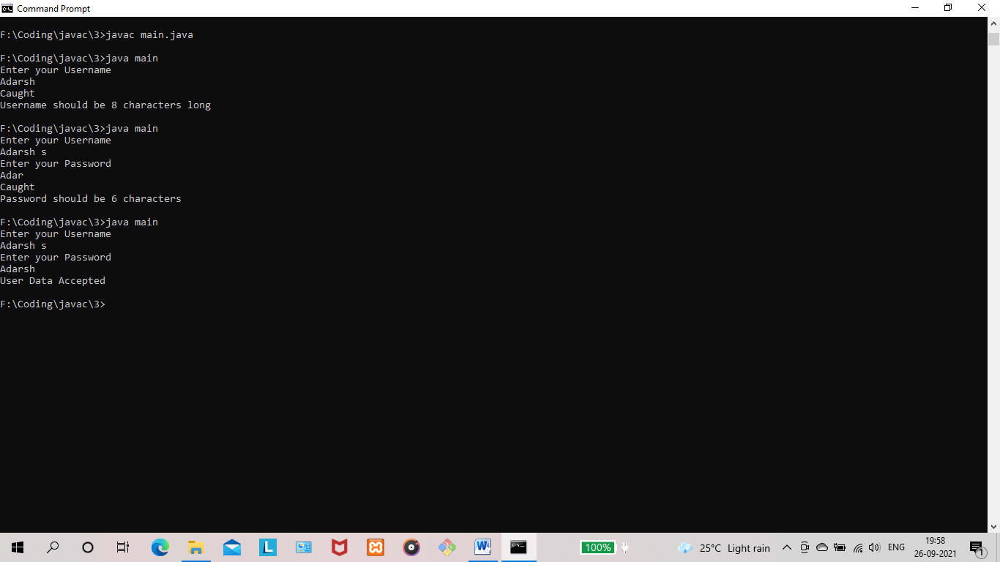 Command Prompt
F:\Coding\javac\3>javac main.java
F:\Coding\javac\3>java main
Enter your Username
Adarsh
Caught
Username should be 8 characters long
F:\Coding\javac\3>java main
Enter your Username
Adarsh s
Enter your Password
Adar
Caught
Password should be 6 characters
F:\Coding\javac\3>java main
Enter your Username
Adarsh s
Enter your Password
Adarsh
User Data Accepted
F:\Coding\javac\3>
100% 25°C Light rain ENG 19:58
26-09-2021
1